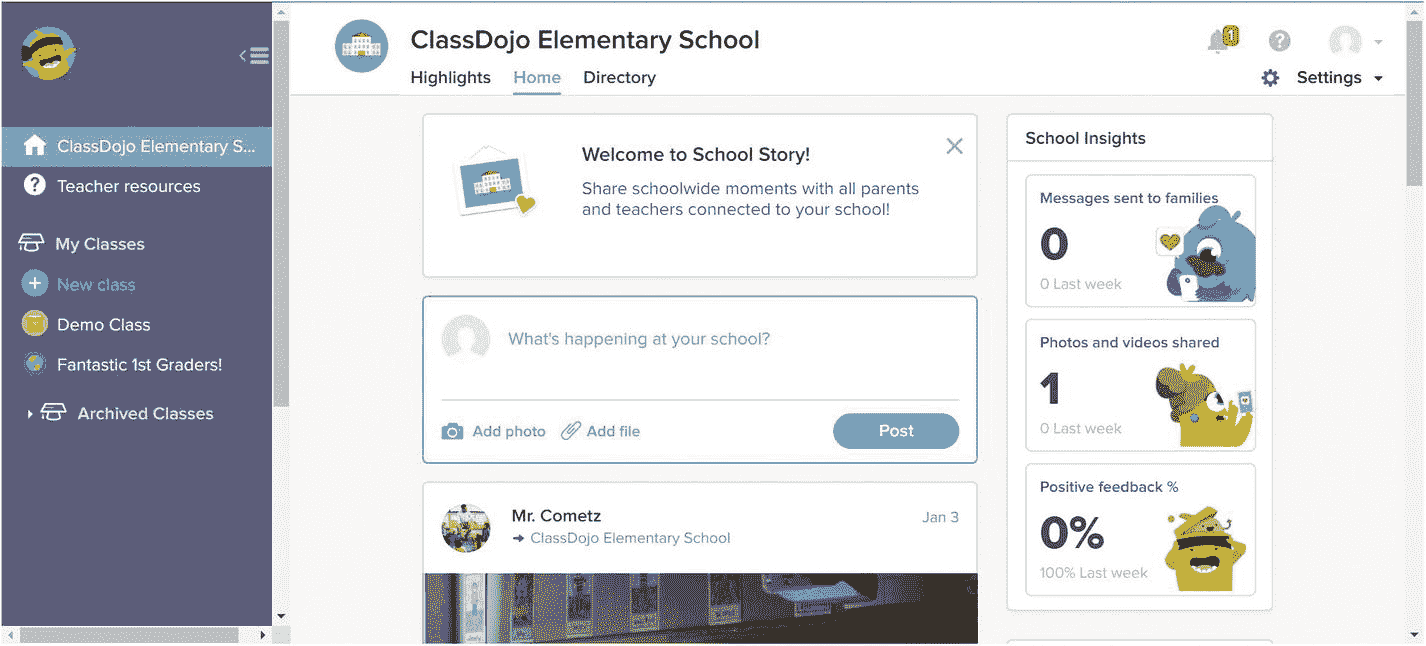 ClassDojo Elementary S...
Teacher resources
My Classes
New class
Demo Class
Fantastic 1st Graders!
Archived Classes
ClassDojo Elementary School
1
Highlights Home Directory
Settings
Welcome to School Story!
Share schoolwide moments with all parents
and teachers connected to your school!
What's happening at your school?
Add photo Add file Post
Mr. Cometz
Jan 3
ClassDojo Elementary School
School Insights
Messages sent to families
0
0 Last week
Photos and videos shared
1
0 Last week
Positive feedback %
0%
100% Last week